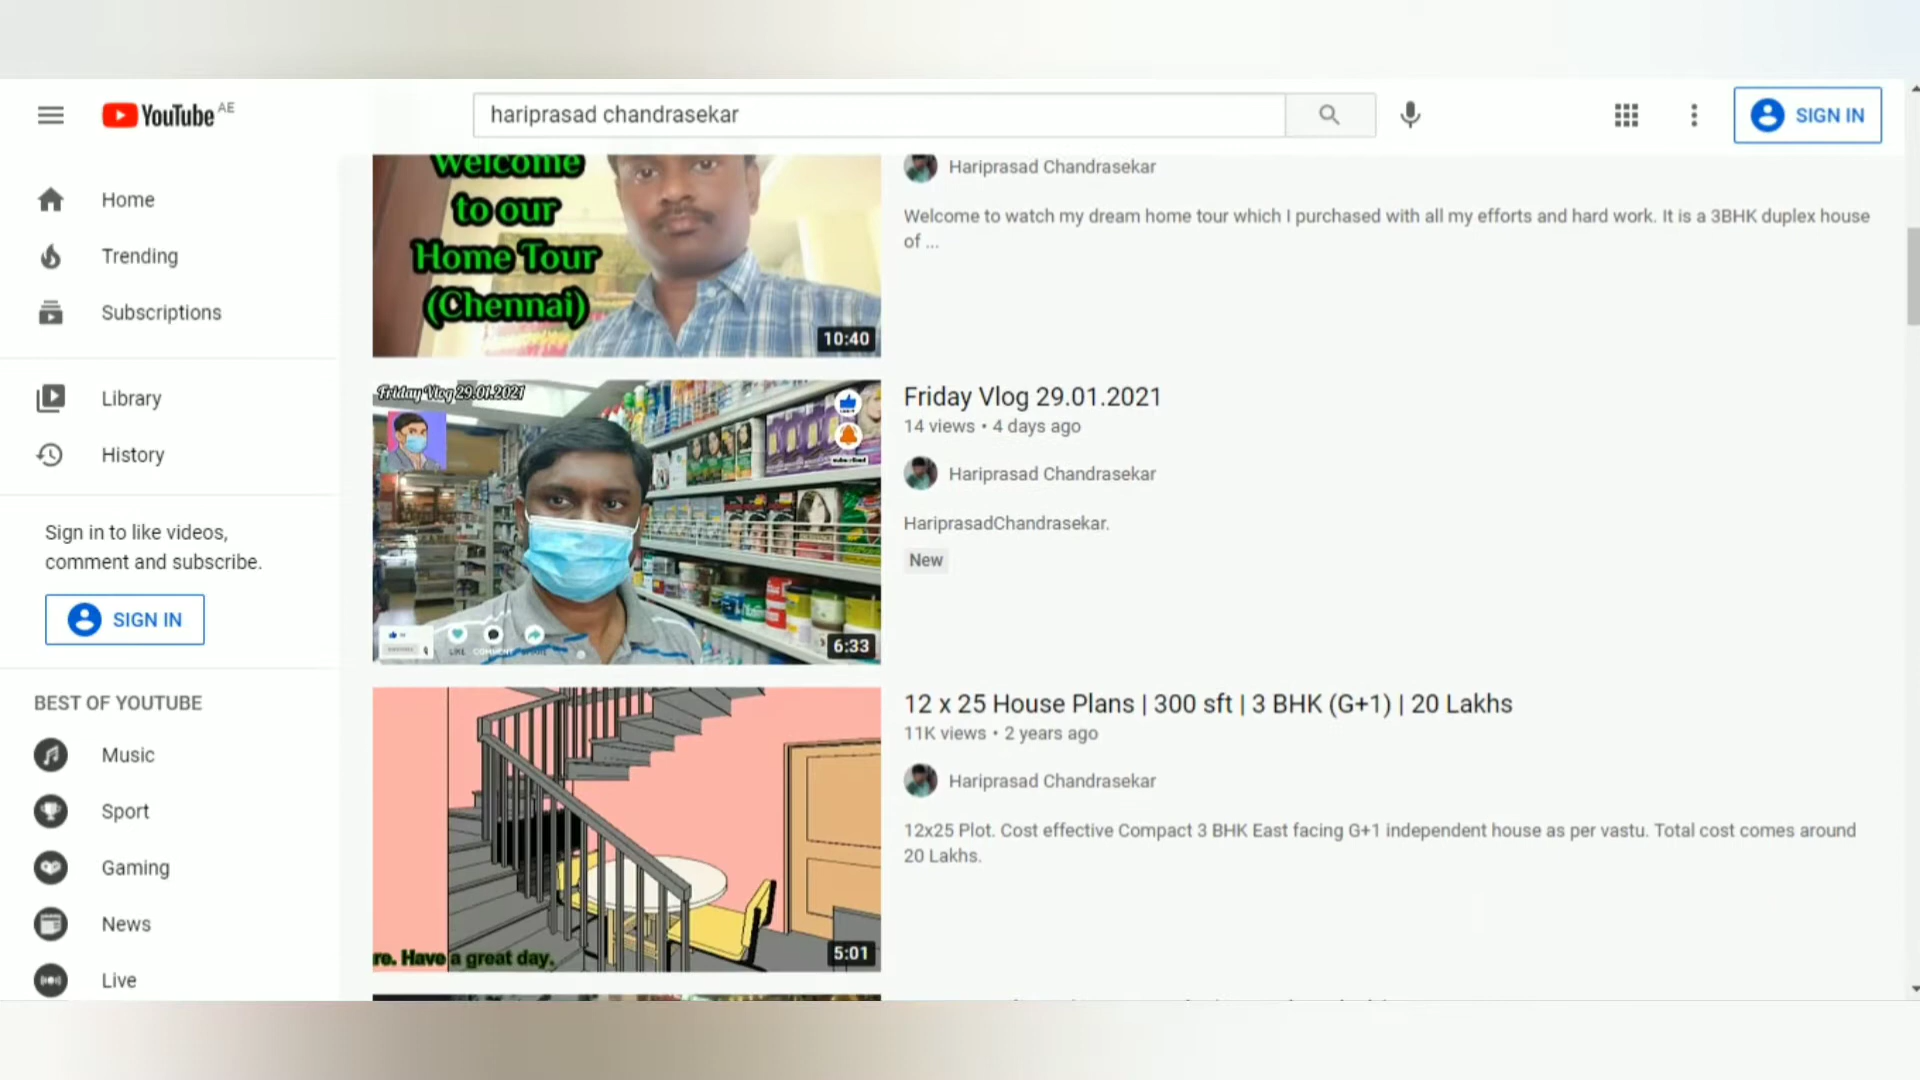 YouTube AE
hariprasad chandrasekar
SIGN IN
Home
Trending
Subscriptions
Library
History
Sign in to like videos,
comment and subscribe.
SIGN IN
BEST OF YOUTUBE
Music
Sport
Gaming
News
Live
Welcome
to our
Home Tour
(Chennai)
10:40
Hariprasad Chandrasekar
Welcome to watch my dream home tour which I purchased with all my efforts and hard work. It is a 3BHK duplex house
of ...
Friday Vlog 29.01.2021
LIKE COMMENT
6:33
Friday Vlog 29.01.2021
14 views • 4 days ago
Hariprasad Chandrasekar
HariprasadChandrasekar.
New
re. Have a great day.
5:01
12 x 25 House Plans | 300 sft | 3 BHK (G+1) | 20 Lakhs
11K views • 2 years ago
Hariprasad Chandrasekar
12x25 Plot. Cost effective Compact 3 BHK East facing G+1 independent house as per vastu. Total cost comes around
20 Lakhs.